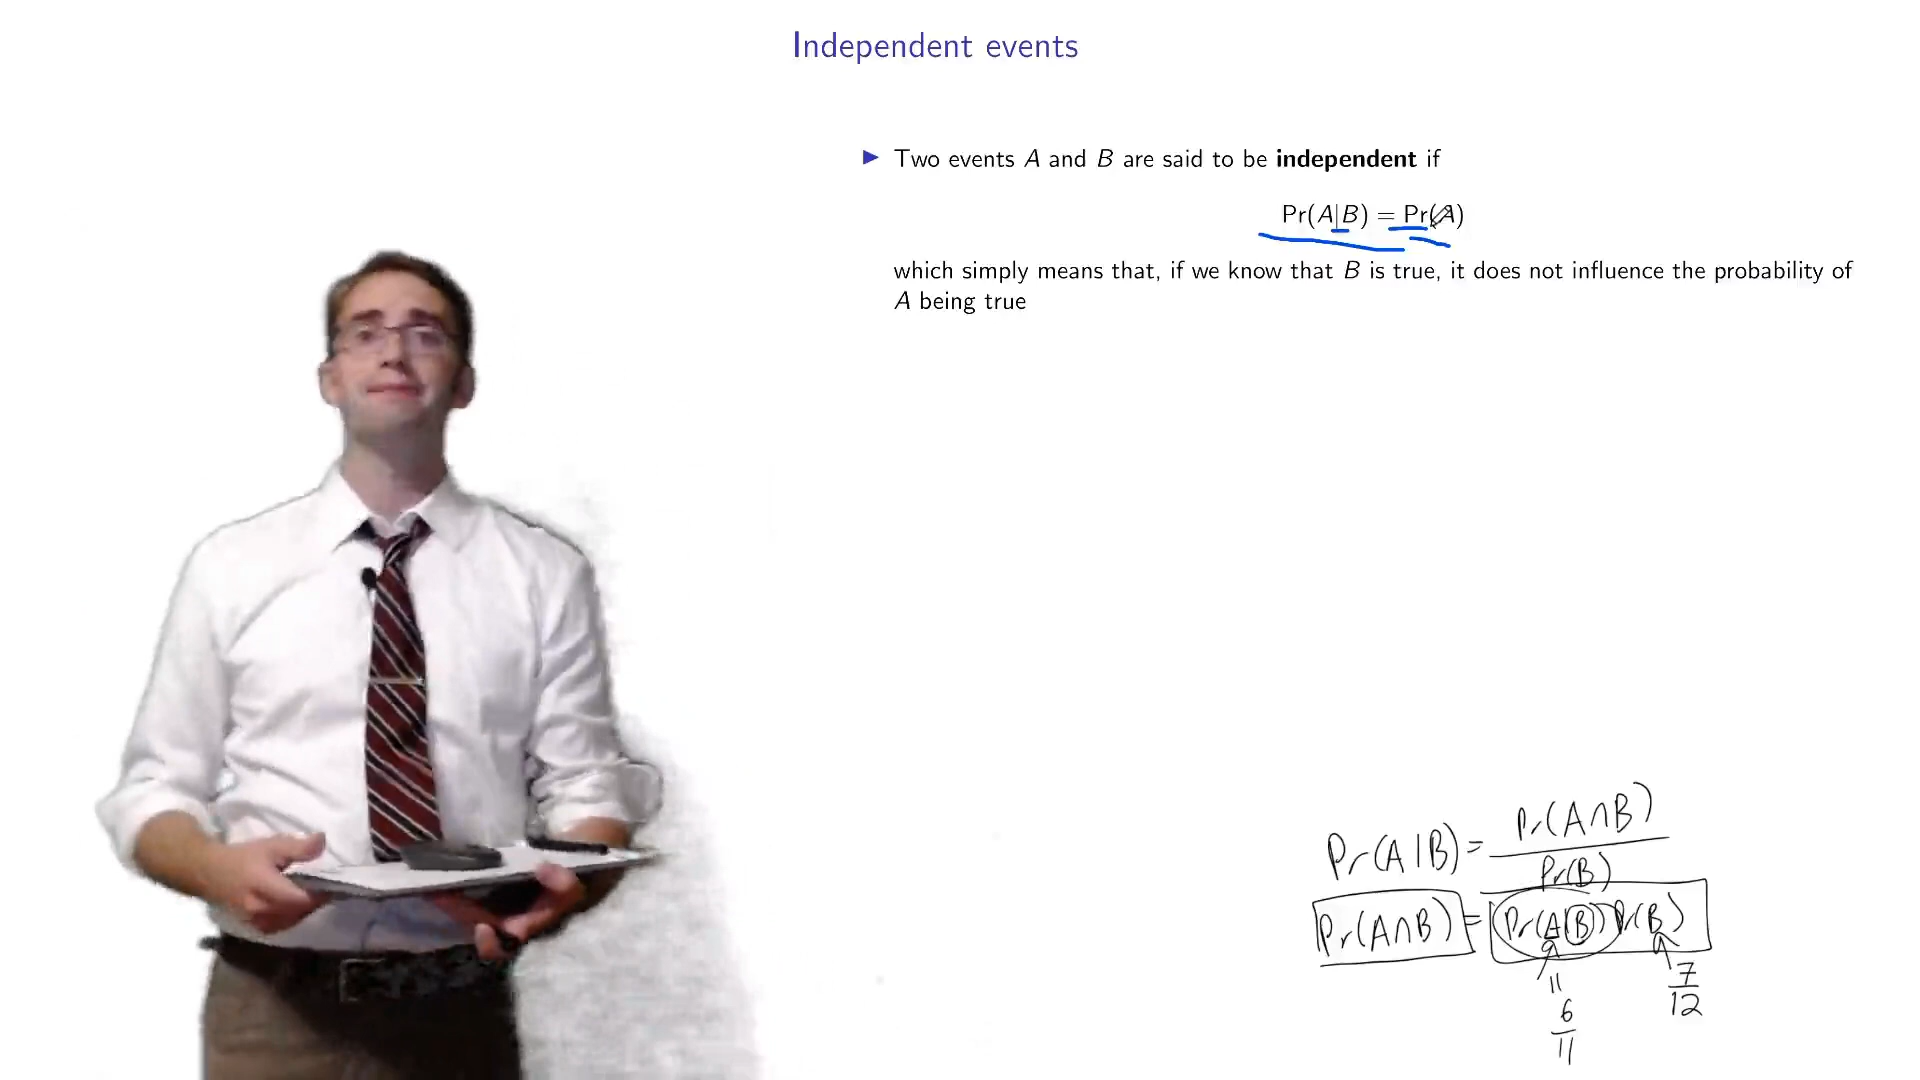 Independent events
▶ Two events A and B are said to be independent if
Pr(A|B) = Pr(A)
which simply means that, if we know that B is true, it does not influence the probability of
A being true
Pr(A|B) = Pr(A∩B) / Pr(B)
Pr(A∩B) = Pr(A|B) Pr(B)
11
7/12
6/11